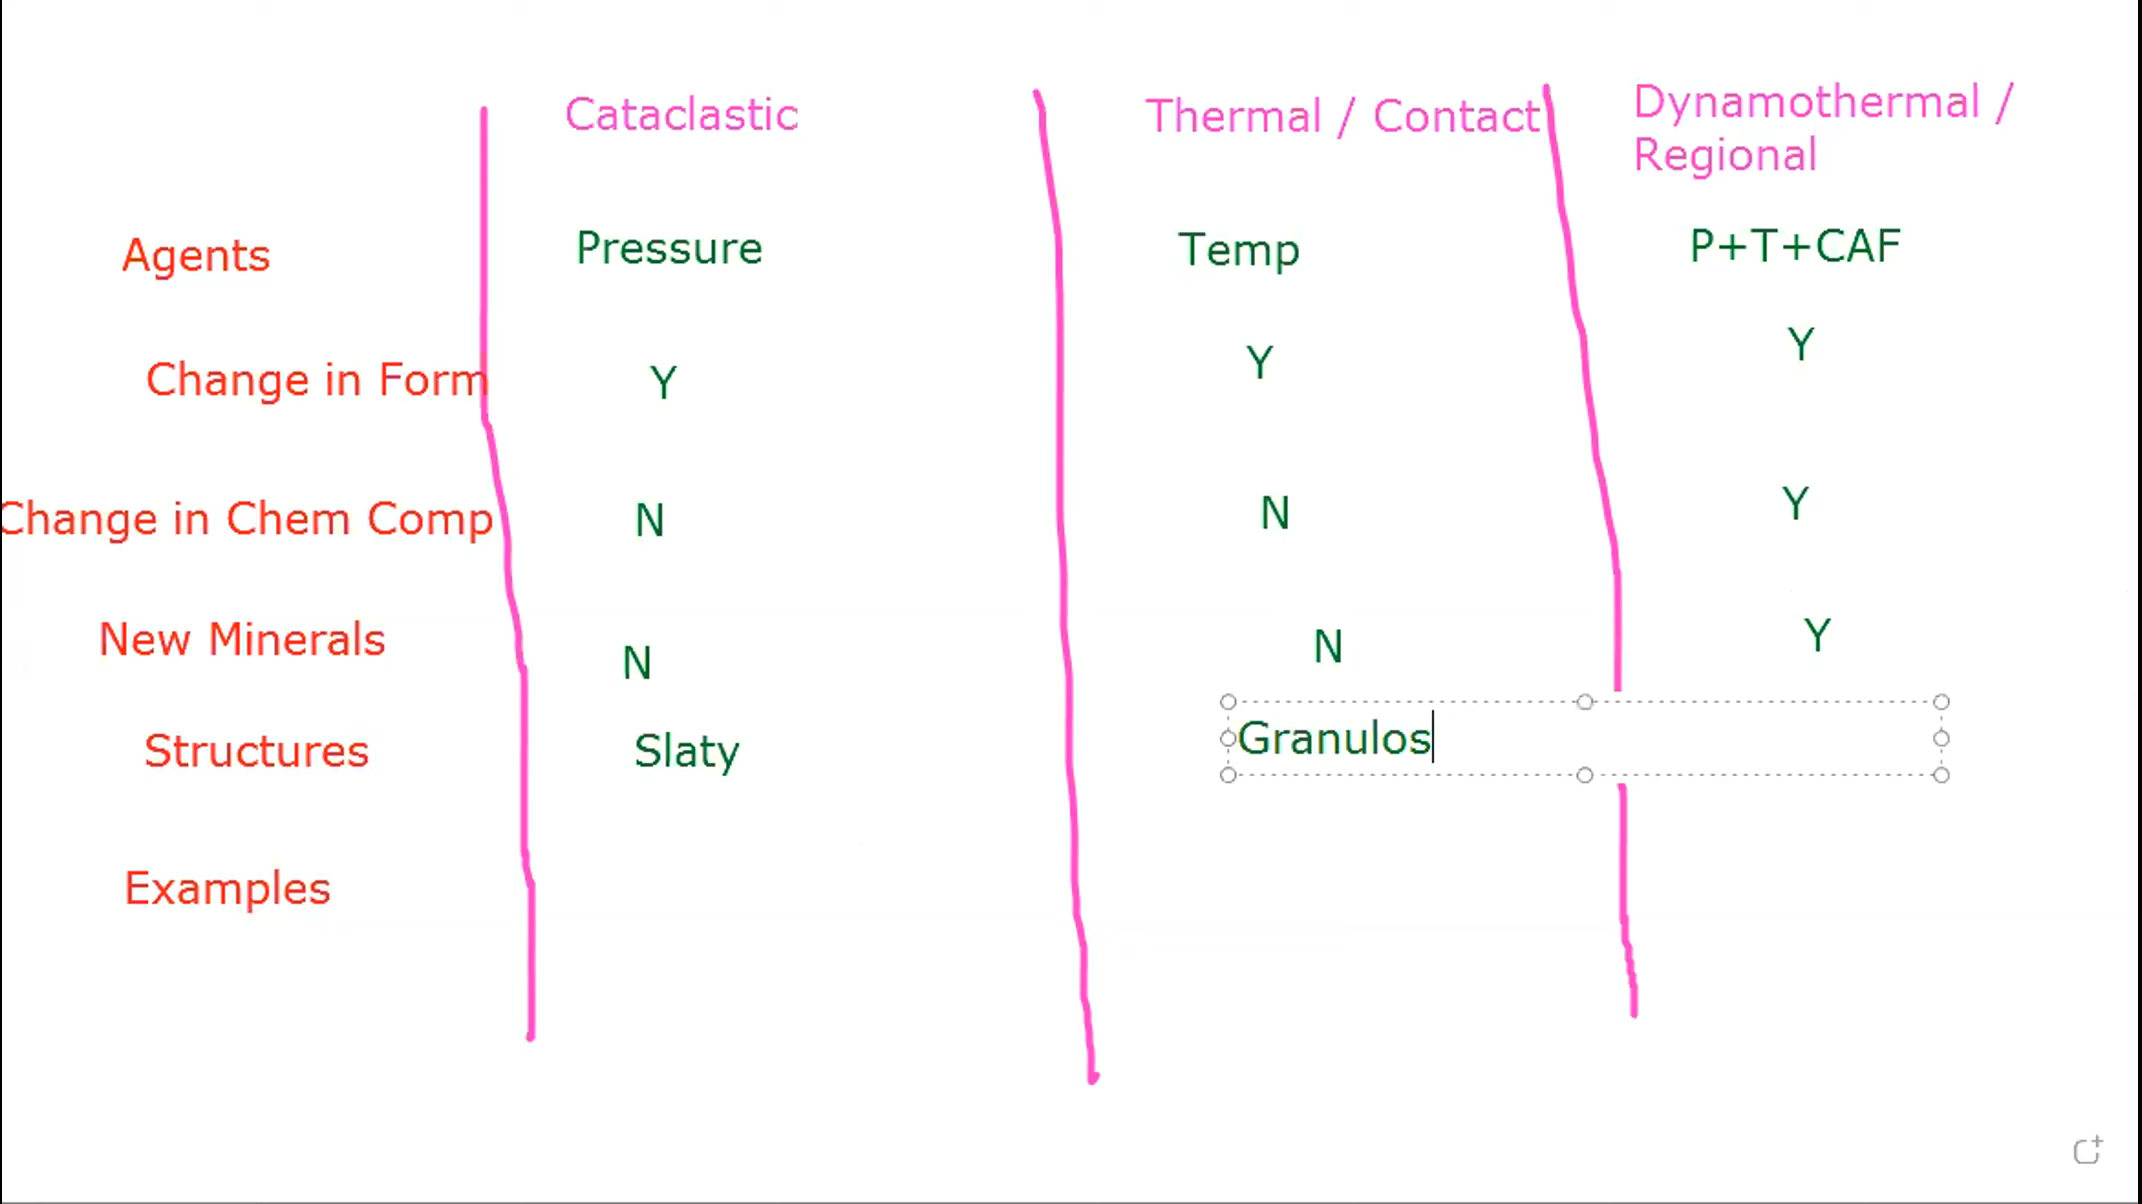 Cataclastic
Thermal / Contact
Dynamothermal /
Regional
Agents
Pressure
Temp
P+T+CAF
Change in Form
Y
Y
Y
Change in Chem Comp
N
N
Y
New Minerals
N
N
Y
Structures
Slaty
Granulos
Examples